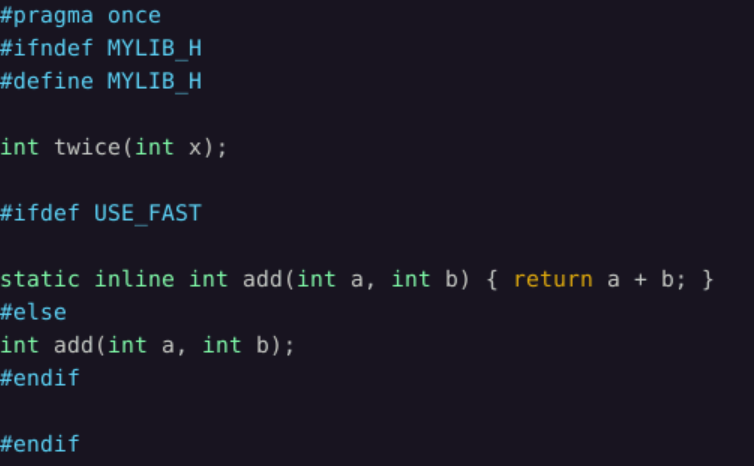 #pragma once
#ifndef MYLIB_H
#define MYLIB_H
int twice(int x);
#ifdef USE_FAST
static inline int add(int a, int b) { return a + b; }
#else
int add(int a, int b);
#endif
#endif